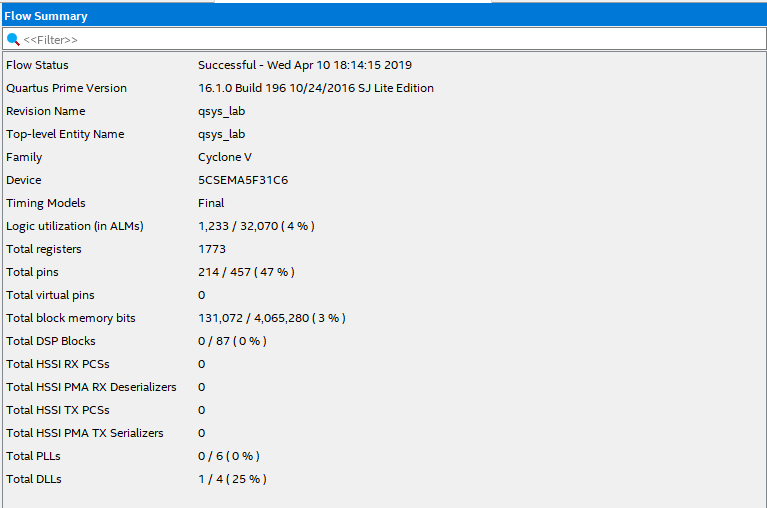 Flow Summary
<<Filter>>
Flow Status Successful - Wed Apr 10 18:14:15 2019
Quartus Prime Version 16.1.0 Build 196 10/24/2016 SJ Lite Edition
Revision Name qsys_lab
Top-level Entity Name qsys_lab
Family Cyclone V
Device 5CSEMA5F31C6
Timing Models Final
Logic utilization (in ALMs) 1,233 / 32,070 ( 4 % )
Total registers 1773
Total pins 214 / 457 ( 47 % )
Total virtual pins 0
Total block memory bits 131,072 / 4,065,280 ( 3 % )
Total DSP Blocks 0 / 87 ( 0 % )
Total HSSI RX PCSs 0
Total HSSI PMA RX Deserializers 0
Total HSSI TX PCSs 0
Total HSSI PMA TX Serializers 0
Total PLLs 0 / 6 ( 0 % )
Total DLLs 1 / 4 ( 25 % )